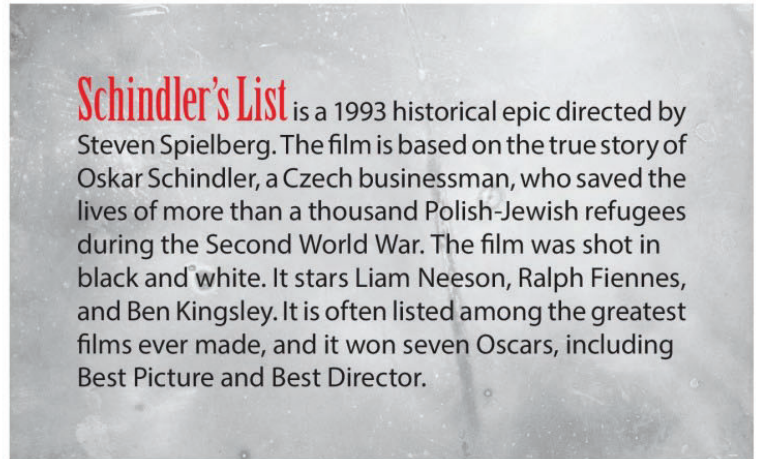 Schindler's List is a 1993 historical epic directed by
Steven Spielberg. The film is based on the true story of
Oskar Schindler, a Czech businessman, who saved the
lives of more than a thousand Polish-Jewish refugees
during the Second World War. The film was shot in
black and white. It stars Liam Neeson, Ralph Fiennes,
and Ben Kingsley. It is often listed among the greatest
films ever made, and it won seven Oscars, including
Best Picture and Best Director.